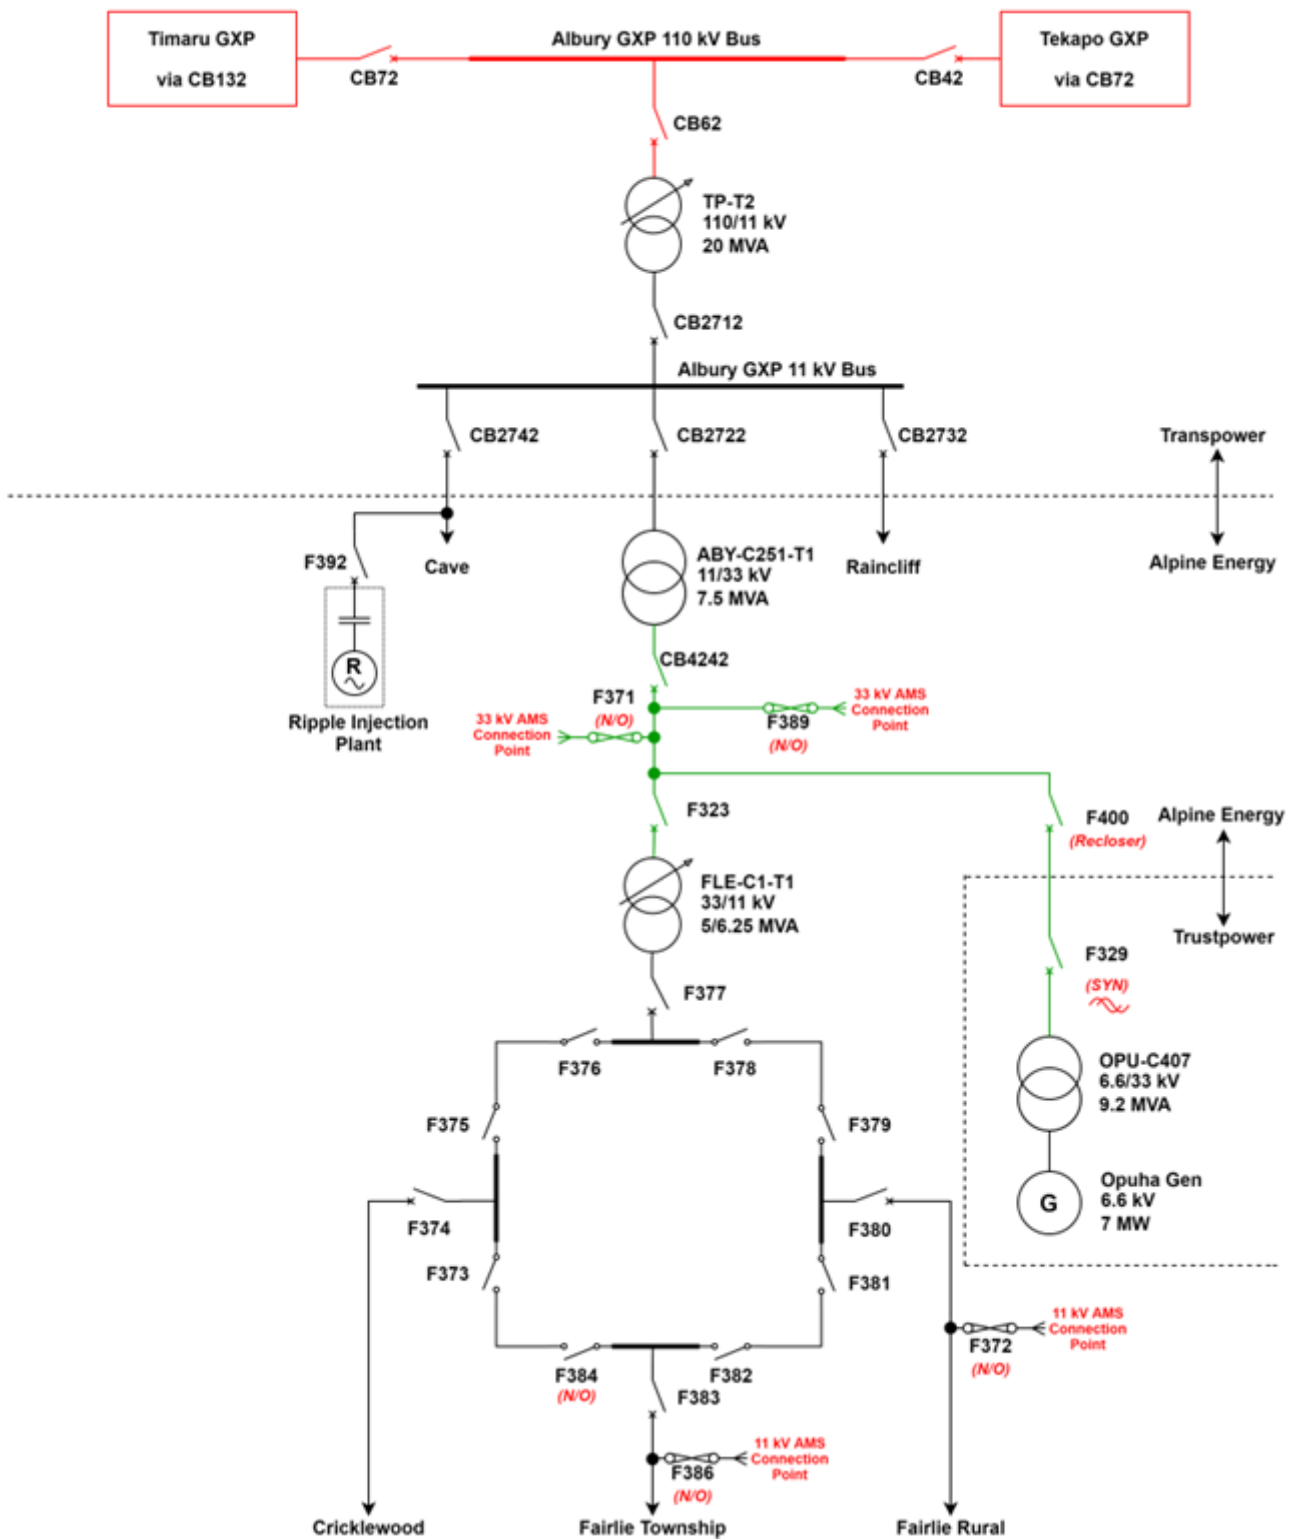 Timaru GXP
via CB132
CB72
Albury GXP 110 kV Bus
CB42
Tekapo GXP
via CB72
CB62
TP-T2
110/11 kV
20 MVA
CB2712
Albury GXP 11 kV Bus
CB2742
CB2722
CB2732
Transpower
Alpine Energy
F392
Cave
ABY-C251-T1
11/33 kV
7.5 MVA
Raincliff
R
Ripple Injection
Plant
CB4242
F371
(N/O)
33 kV AMS
Connection
Point
F389
(N/O)
33 kV AMS
Connection
Point
F323
F400
(Recloser)
Alpine Energy
Trustpower
FLE-C1-T1
33/11 kV
5/6.25 MVA
F329
(SYN)
F377
F376
F378
OPU-C407
6.6/33 kV
9.2 MVA
F375
F379
G
Opuha Gen
6.6 kV
7 MW
F374
F380
F373
F381
F384
(N/O)
F382
F383
F372
(N/O)
11 kV AMS
Connection
Point
F386
(N/O)
11 kV AMS
Connection
Point
Cricklewood
Fairlie Township
Fairlie Rural